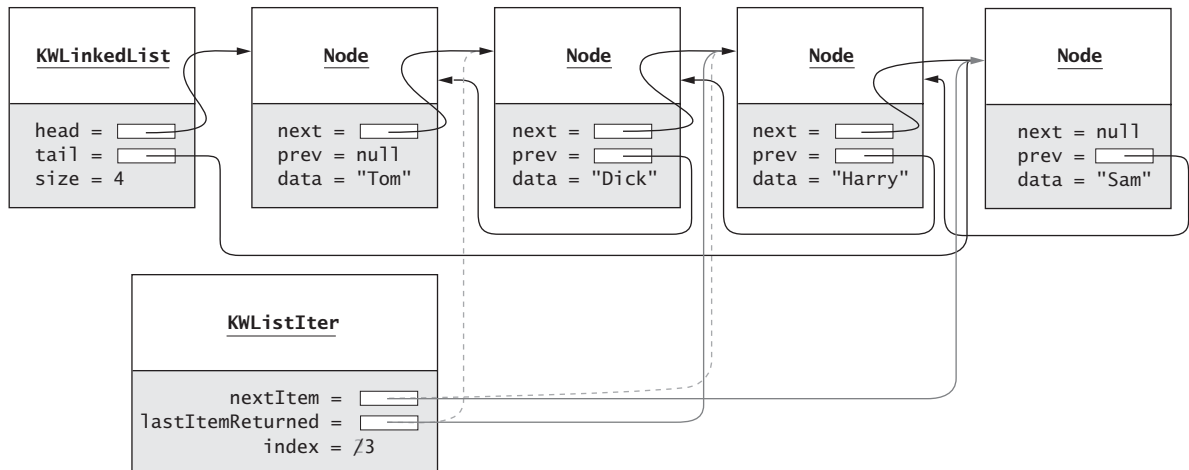 KWLinkedList
head =
tail =
size = 4
Node
next =
prev = null
data = "Tom"
Node
next =
prev =
data = "Dick"
Node
next =
prev =
data = "Harry"
Node
next = null
prev =
data = "Sam"
KWListIter
nextItem =
lastItemReturned =
index = 23